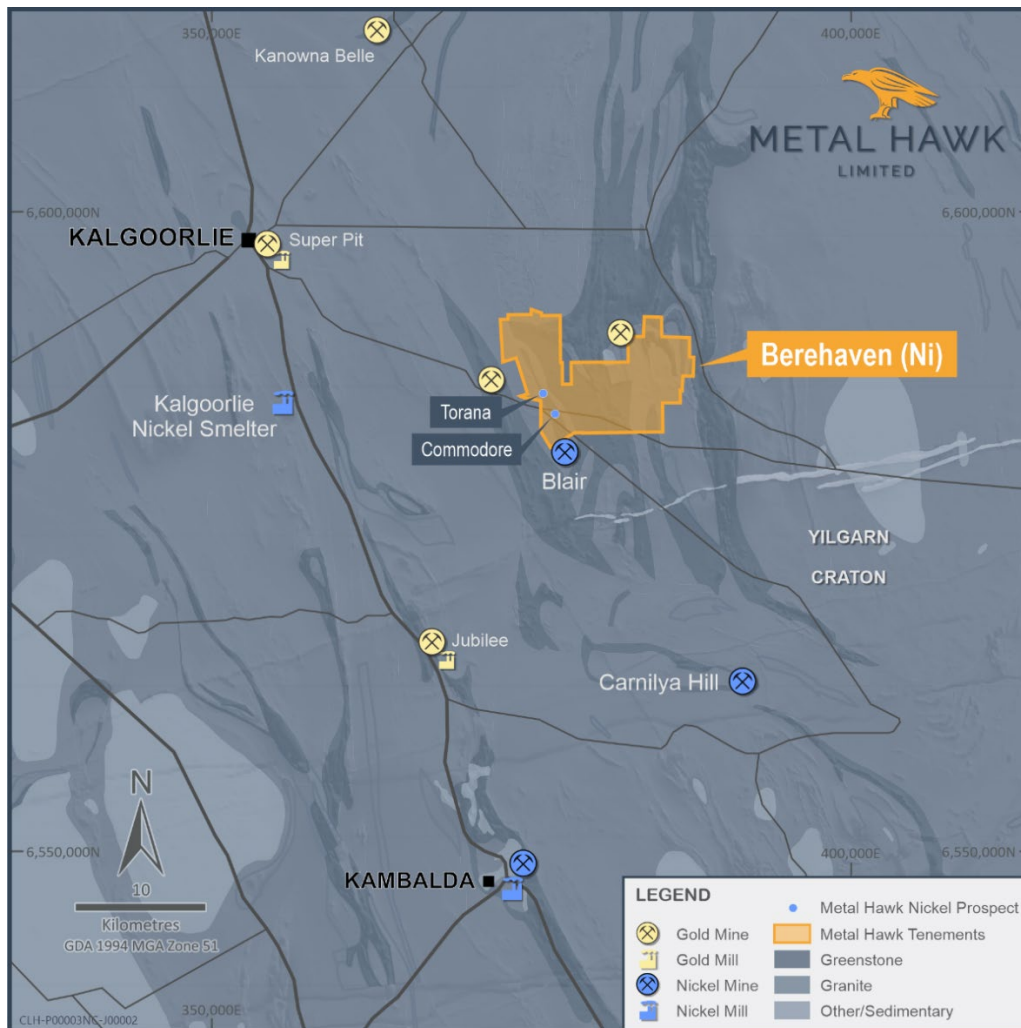 350,000E
400,000E
Kanowna Belle
METAL HAWK
LIMITED
6,600,000N
6,600,000N
KALGOORLIE
Super Pit
Berehaven (Ni)
Kalgoorlie
Nickel Smelter
Torana
Commodore
Blair
YILGARN
CRATON
Jubilee
Carnilya Hill
N
6,550,000N
400,000E
6,550,000N
KAMBALDA
10
Kilometres
GDA 1994 MGA Zone 51
350,000E
CLH-P00003NC-J00002
LEGEND
Gold Mine
Gold Mill
Nickel Mine
Nickel Mill
Metal Hawk Nickel Prospect
Metal Hawk Tenements
Greenstone
Granite
Other/Sedimentary